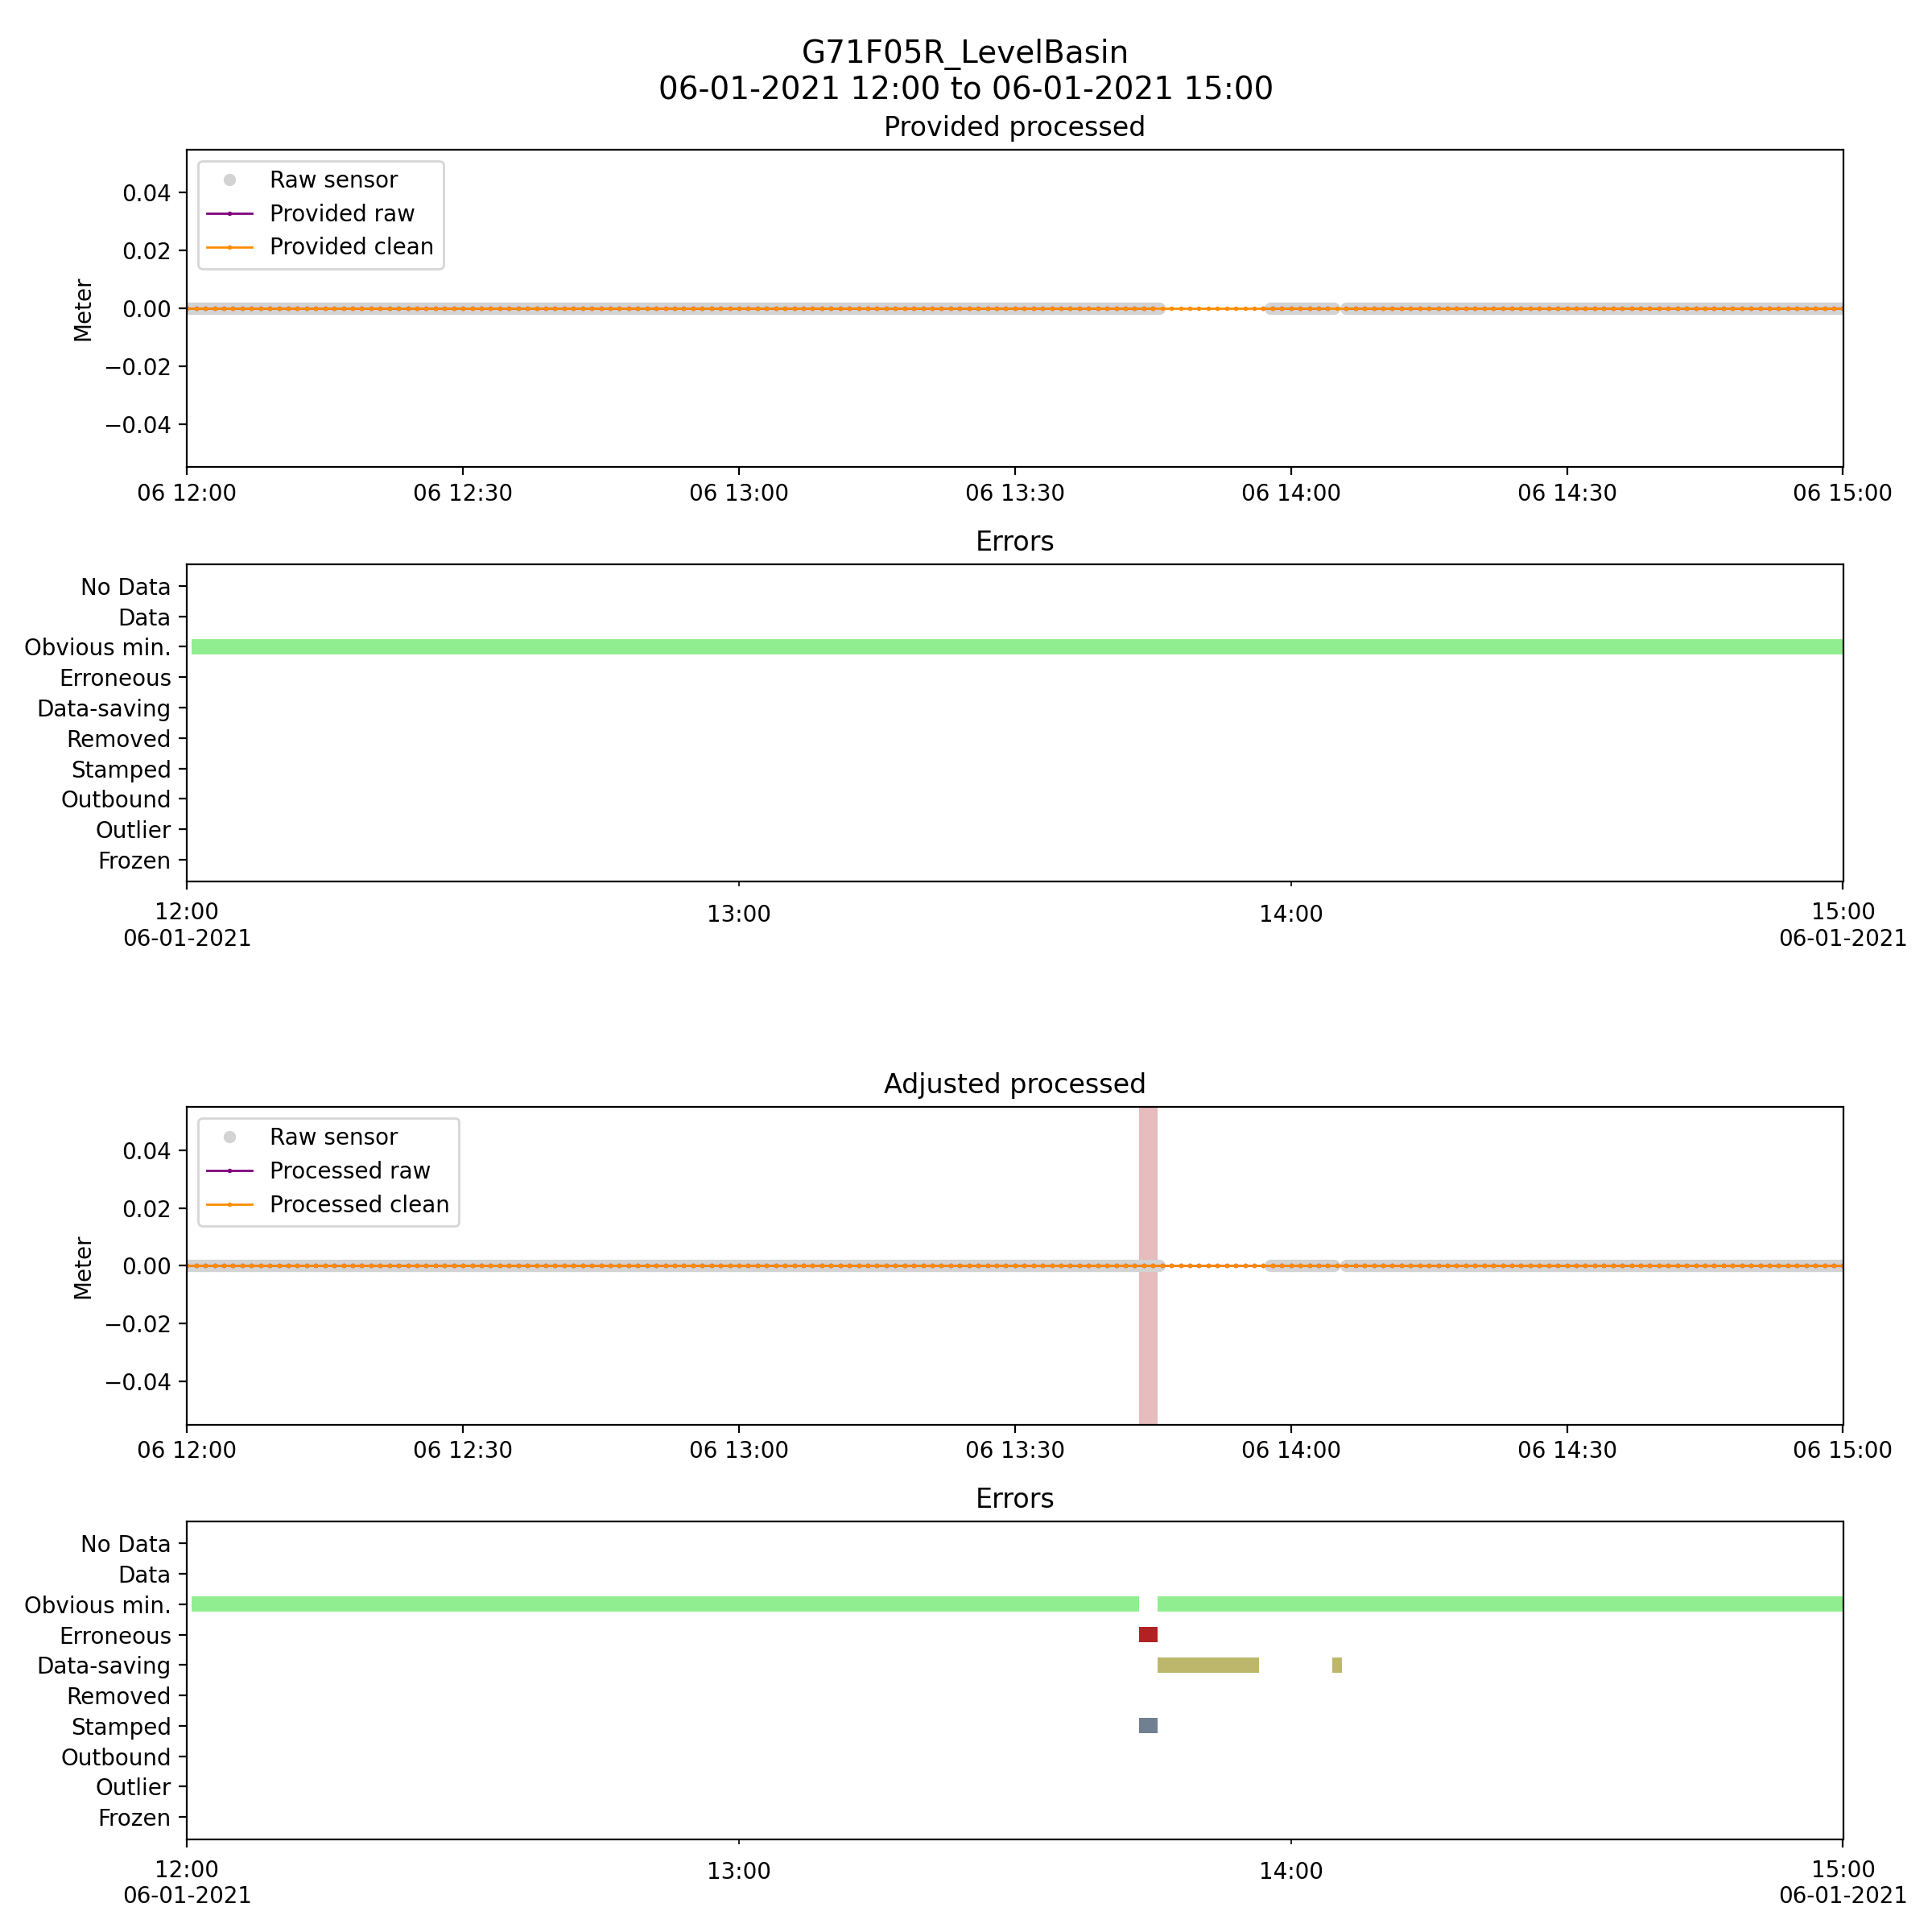 G71F05R_LevelBasin
06-01-2021 12:00 to 06-01-2021 15:00
Provided processed
Raw sensor
Provided raw
Provided clean
Meter
0.04
0.02
0.00
−0.02
−0.04
06 12:00 06 12:30 06 13:00 06 13:30 06 14:00 06 14:30 06 15:00
Errors
No Data
Data
Obvious min.
Erroneous
Data-saving
Removed
Stamped
Outbound
Outlier
Frozen
12:00 13:00 14:00 15:00
06-01-2021 06-01-2021
Adjusted processed
Raw sensor
Processed raw
Processed clean
Meter
0.04
0.02
0.00
−0.02
−0.04
06 12:00 06 12:30 06 13:00 06 13:30 06 14:00 06 14:30 06 15:00
Errors
No Data
Data
Obvious min.
Erroneous
Data-saving
Removed
Stamped
Outbound
Outlier
Frozen
12:00 13:00 14:00 15:00
06-01-2021 06-01-2021